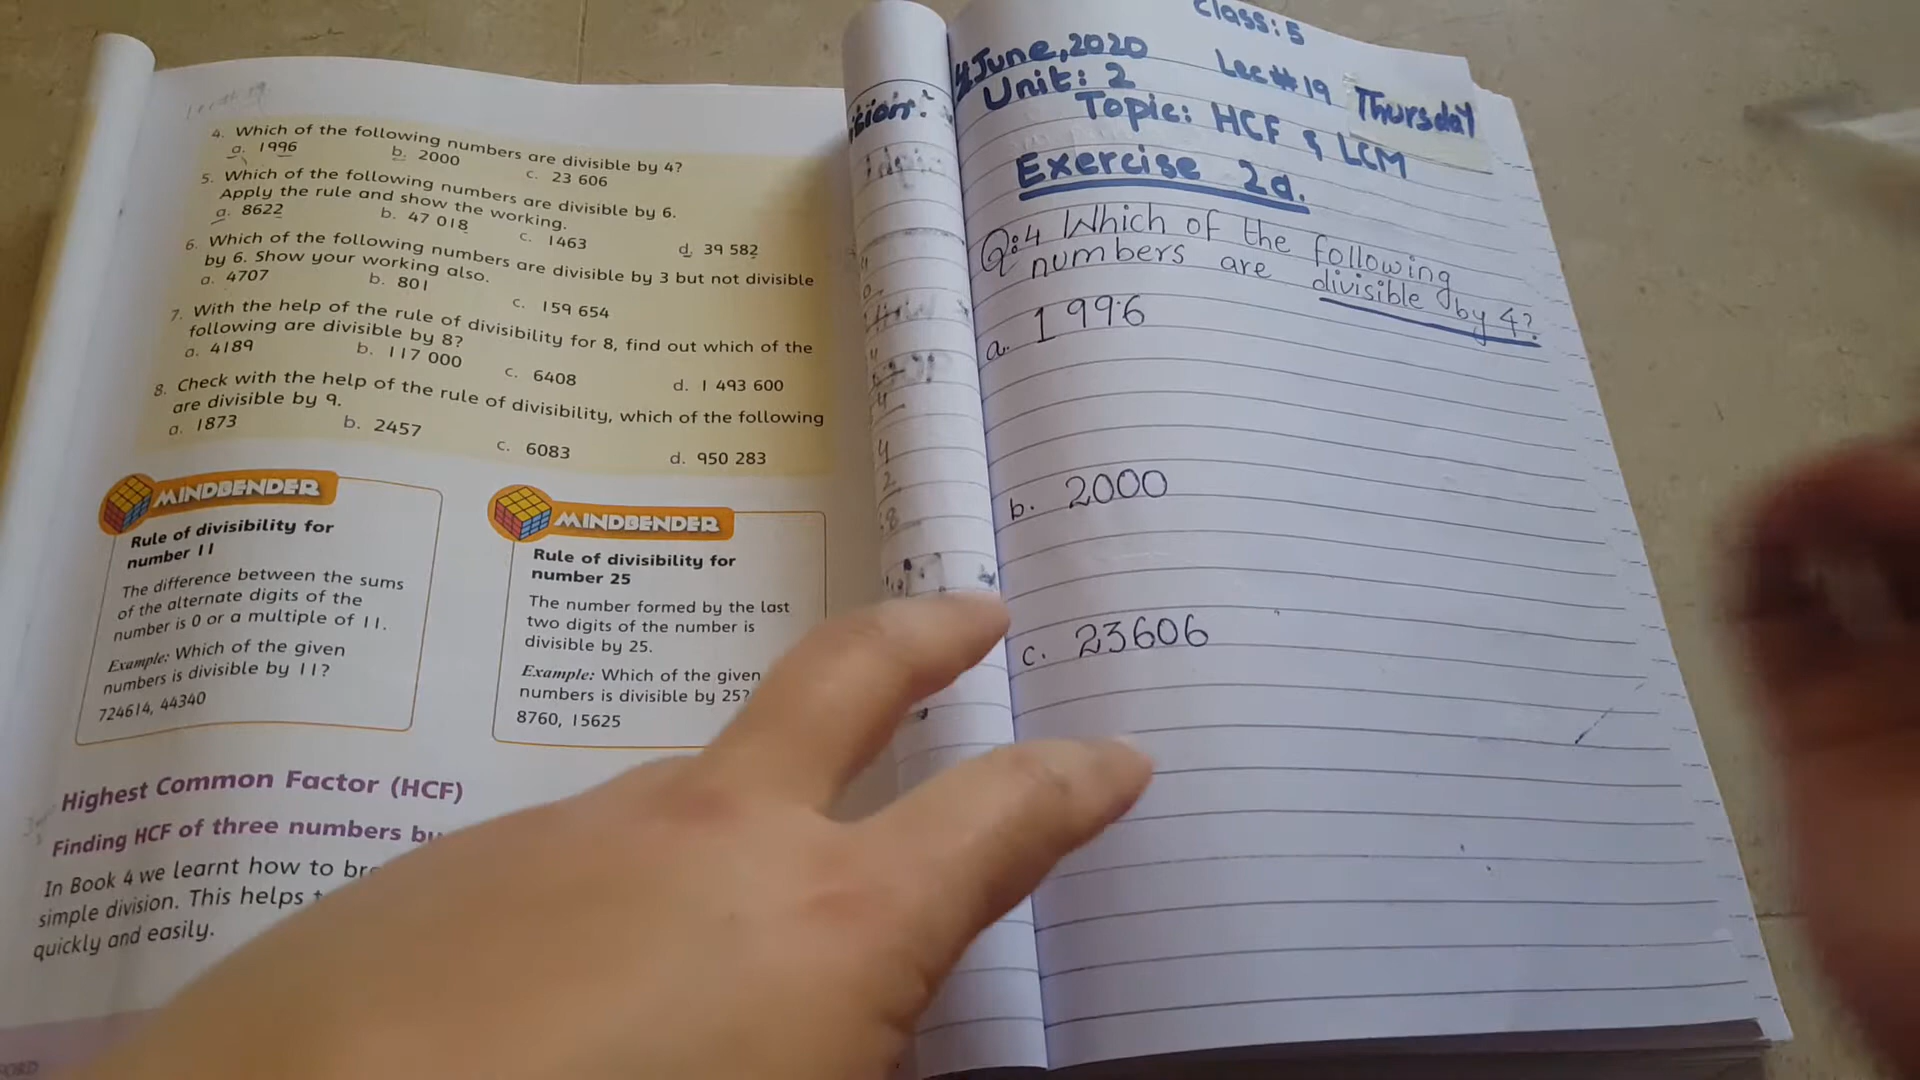 4. Which of the following numbers are divisible by 4?
a. 1996 b. 2000 c. 23 606
5. Which of the following numbers are divisible by 6.
Apply the rule and show the working.
a. 8622 b. 47 018 c. 1463 d. 39 582
6. Which of the following numbers are divisible by 3 but not divisible
by 6. Show your working also.
a. 4707 b. 801 c. 159 654
7. With the help of the rule of divisibility for 8, find out which of the
following are divisible by 8?
a. 4189 b. 117 000 c. 6408 d. 1 493 600
8. Check with the help of the rule of divisibility, which of the following
are divisible by 9.
a. 1873 b. 2457 c. 6083 d. 950 283
MINDBENDER
Rule of divisibility for
number 11
The difference between the sums
of the alternate digits of the
number is 0 or a multiple of 11.
Example: Which of the given
numbers is divisible by 11?
724614, 44340
MINDBENDER
Rule of divisibility for
number 25
The number formed by the last
two digits of the number is
divisible by 25.
Example: Which of the given
numbers is divisible by 25?
8760, 15625
Highest Common Factor (HCF)
Finding HCF of three numbers
In Book 4 we learnt how to
simple division. This helps
quickly and easily.
Class: 5
June, 2020 Lec# 19 Thursday
Unit: 2
Topic: HCF & LCM
Exercise 2a.
Q:4 Which of the following
numbers are divisible by 4?
a. 1996
b. 2000
c. 23606